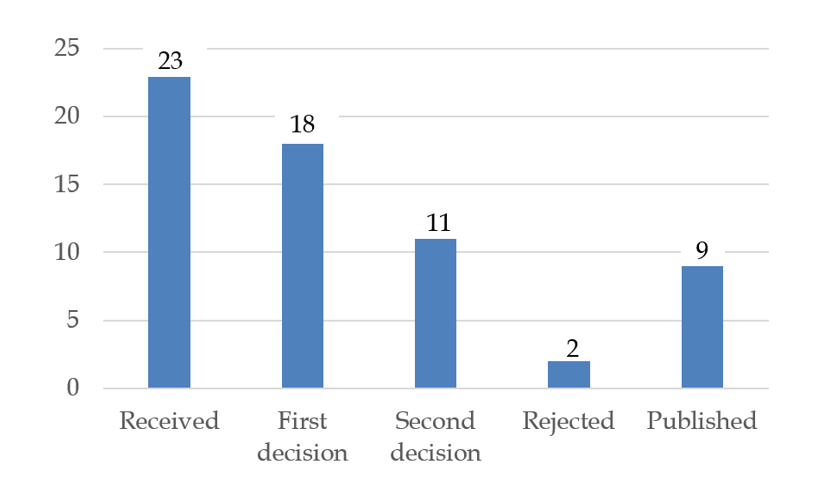 25
20
15
10
5
0
23
18
11
2
9
Received
First
decision
Second
decision
Rejected
Published